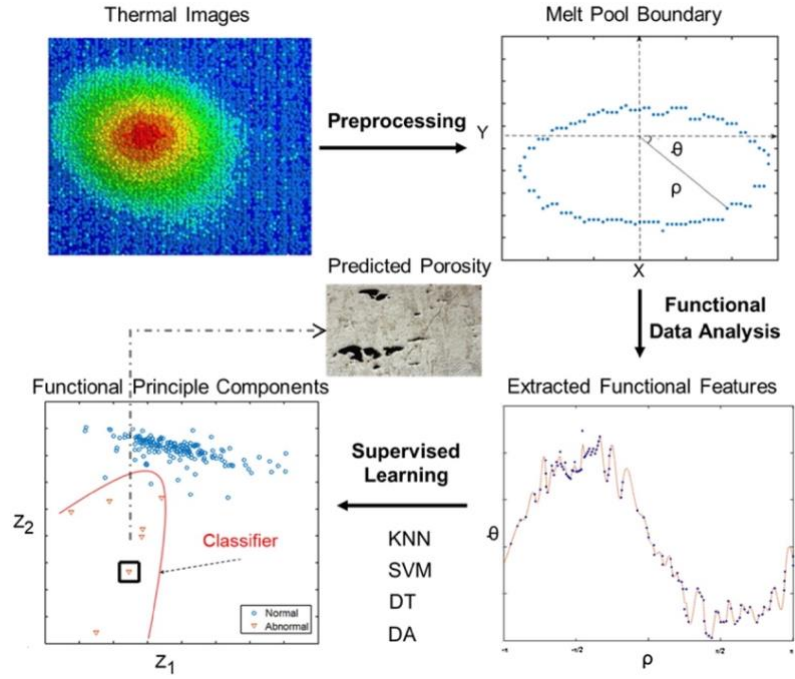 Thermal Images
Melt Pool Boundary
Preprocessing
Y
θ
ρ
X
Predicted Porosity
Functional
Data Analysis
Functional Principle Components
Extracted Functional Features
Supervised
Learning
Z2
Classifier
KNN
SVM
DT
DA
Normal
Abnormal
Z1
θ
ρ